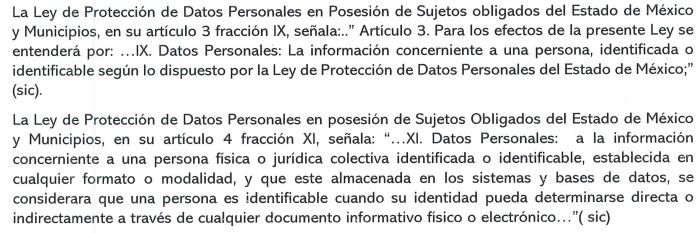 La Ley de Protección de Datos Personales en Posesión de Sujetos obligados del Estado de México
y Municipios, en su artículo 3 fracción IX, señala:..” Artículo 3. Para los efectos de la presente Ley se
entenderá por: ...IX. Datos Personales: La información concerniente a una persona, identificada o
identificable según lo dispuesto por la Ley de Protección de Datos Personales del Estado de México;”
(sic).
La Ley de Protección de Datos Personales en posesión de Sujetos Obligados del Estado de México
y Municipios, en su artículo 4 fracción XI, señala: “...XI. Datos Personales: a la información
concerniente a una persona física o jurídica colectiva identificada o identificable, establecida en
cualquier formato o modalidad, y que este almacenada en los sistemas y bases de datos, se
considerara que una persona es identificable cuando su identidad pueda determinarse directa o
indirectamente a través de cualquier documento informativo físico o electrónico...”( sic)